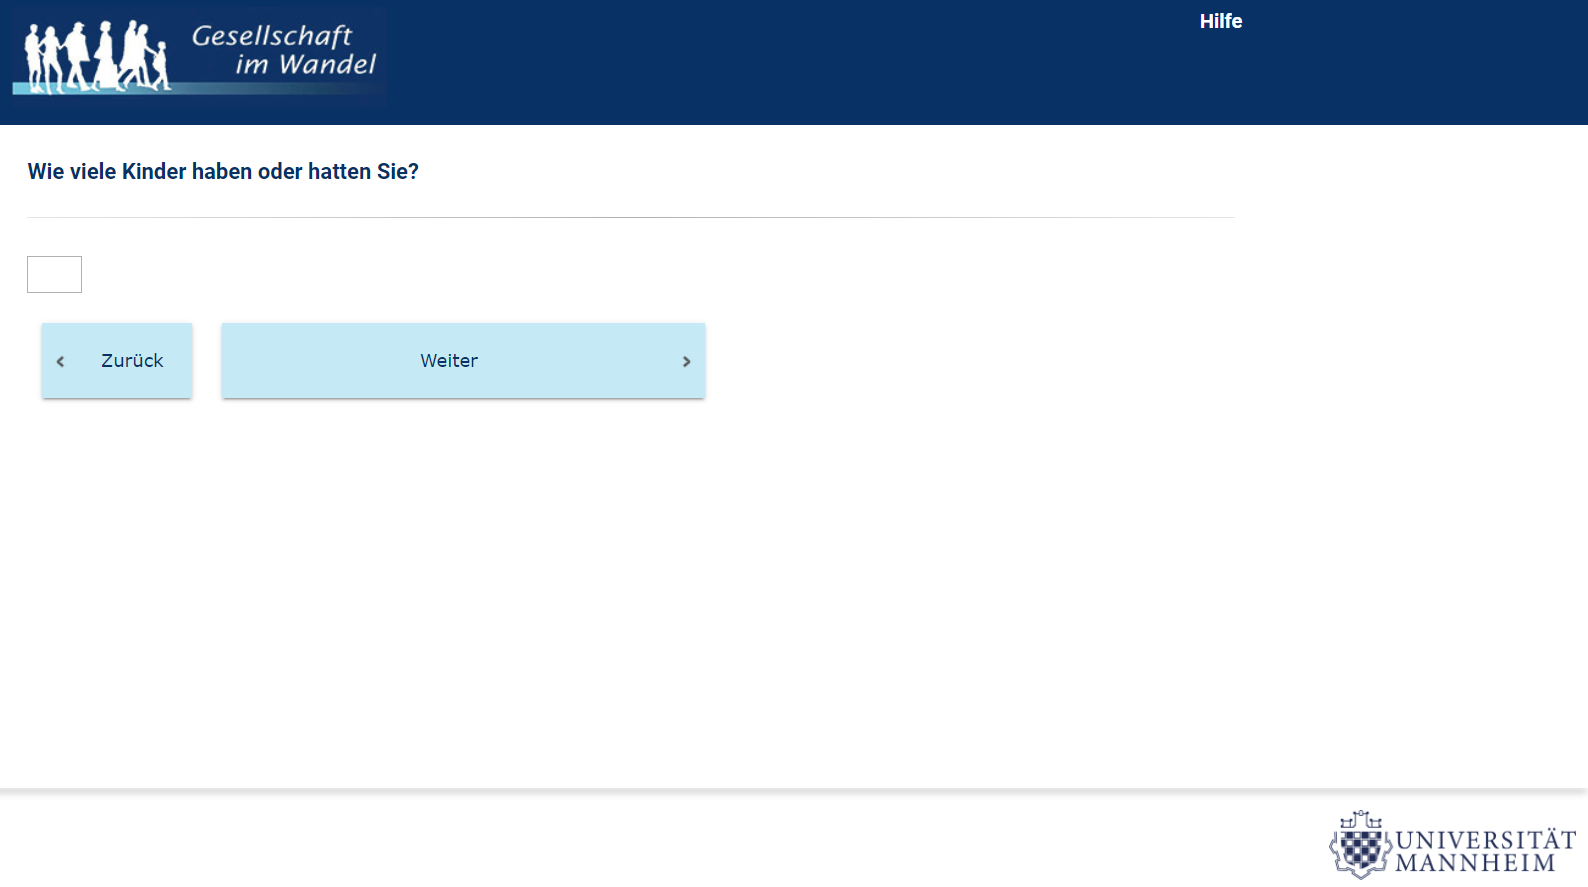 Gesellschaft
im Wandel
Hilfe
Wie viele Kinder haben oder hatten Sie?
Zurück
Weiter
UNIVERSITÄT
MANNHEIM